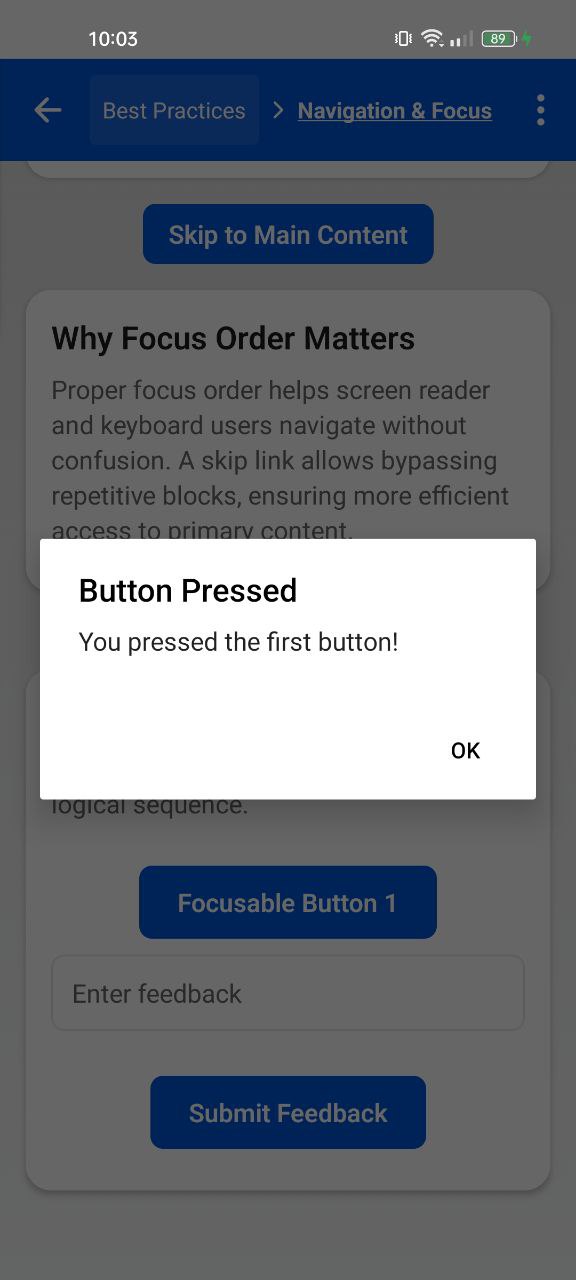 10:03
89
Best Practices
Navigation & Focus
Skip to Main Content
Why Focus Order Matters
Proper focus order helps screen reader
and keyboard users navigate without
confusion. A skip link allows bypassing
repetitive blocks, ensuring more efficient
access to primary content.
Button Pressed
You pressed the first button!
OK
logical sequence.
Focusable Button 1
Enter feedback
Submit Feedback